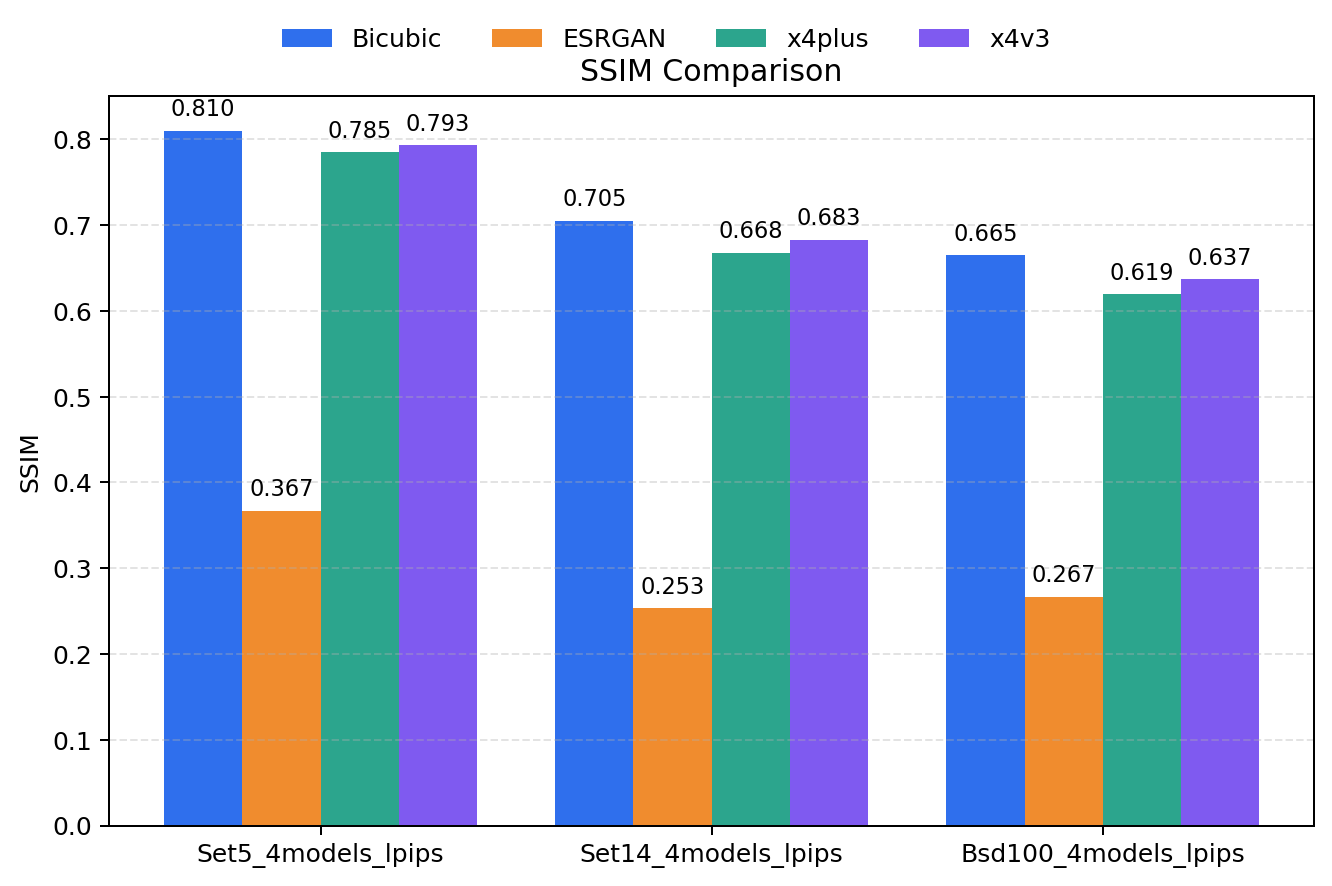 Bicubic ESRGAN x4plus x4v3
SSIM Comparison
0.810 0.367 0.785 0.793
0.705 0.253 0.668 0.683
0.665 0.267 0.619 0.637
SSIM
0.8
0.7
0.6
0.5
0.4
0.3
0.2
0.1
0.0
Set5_4models_lpips Set14_4models_lpips Bsd100_4models_lpips